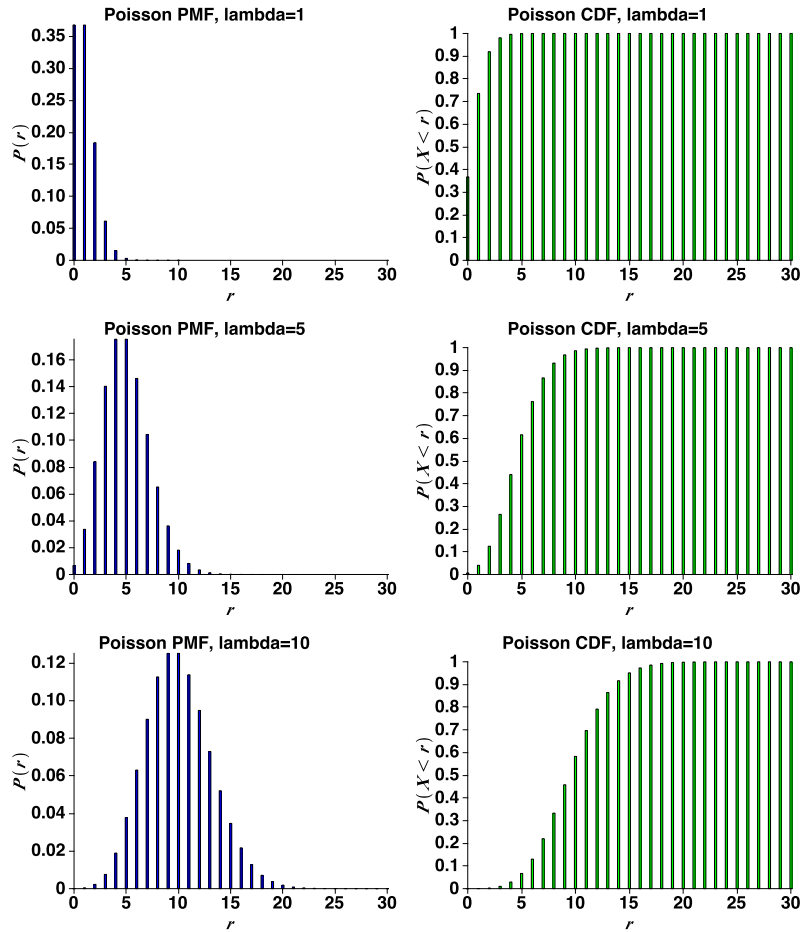 Poisson PMF, lambda=1
P(r)
0.35
0.30
0.25
0.20
0.15
0.10
0.05
0
0 5 10 15 20 25 30
r
Poisson CDF, lambda=1
P(X < r)
1
0.9
0.8
0.7
0.6
0.5
0.4
0.3
0.2
0.1
0
0 5 10 15 20 25 30
r
Poisson PMF, lambda=5
P(r)
0.16
0.14
0.12
0.10
0.08
0.06
0.04
0.02
0
0 5 10 15 20 25 30
r
Poisson CDF, lambda=5
P(X < r)
1
0.9
0.8
0.7
0.6
0.5
0.4
0.3
0.2
0.1
0
0 5 10 15 20 25 30
r
Poisson PMF, lambda=10
P(r)
0.12
0.10
0.08
0.06
0.04
0.02
0
0 5 10 15 20 25 30
r
Poisson CDF, lambda=10
P(X < r)
1
0.9
0.8
0.7
0.6
0.5
0.4
0.3
0.2
0.1
0
0 5 10 15 20 25 30
r